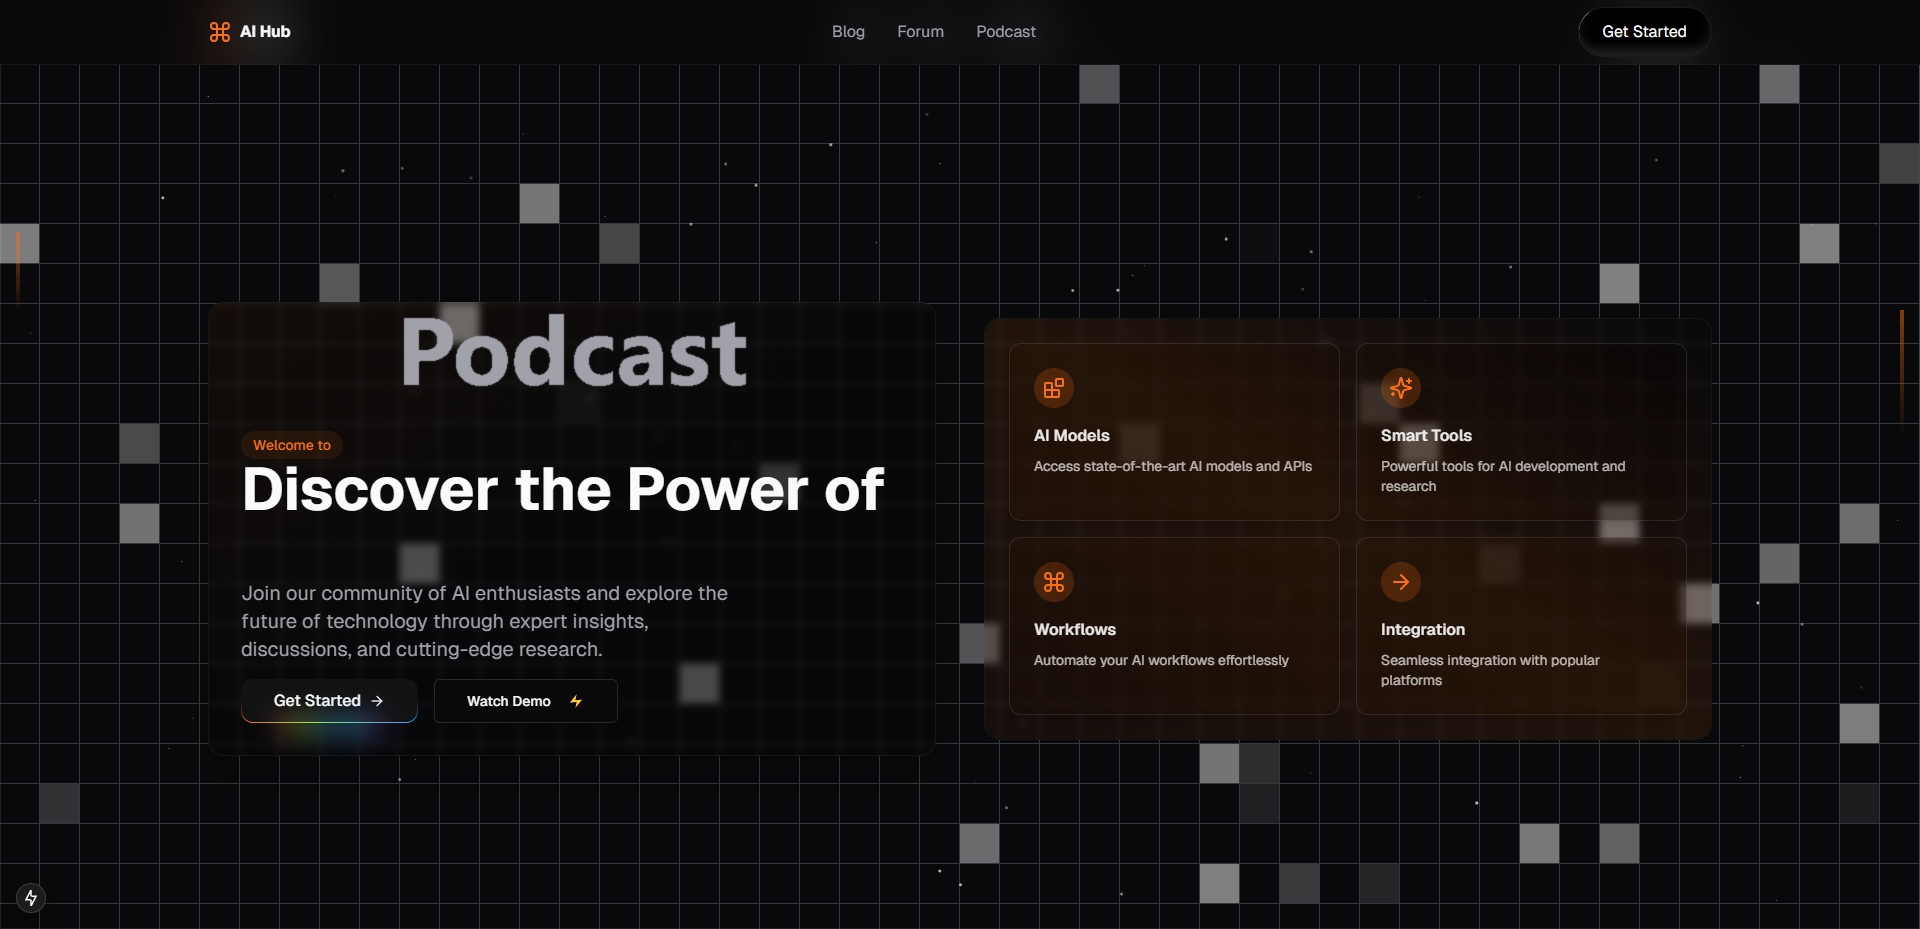 AI Hub
Blog
Forum
Podcast
Get Started
Podcast
Welcome to
Discover the Power of
Join our community of AI enthusiasts and explore the
future of technology through expert insights,
discussions, and cutting-edge research.
Get Started
Watch Demo
AI Models
Access state-of-the-art AI models and APIs
Smart Tools
Powerful tools for AI development and
research
Workflows
Automate your AI workflows effortlessly
Integration
Seamless integration with popular
platforms